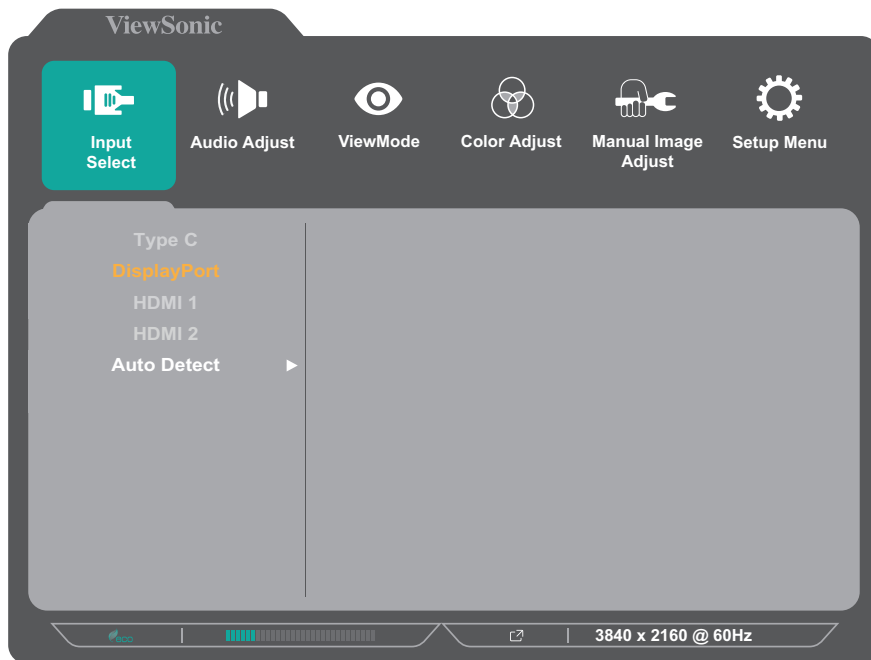 ViewSonic
Input Select
Audio Adjust
ViewMode
Color Adjust
Manual Image Adjust
Setup Menu
Type C
DisplayPort
HDMI 1
HDMI 2
Auto Detect
eco
3840 x 2160 @ 60Hz